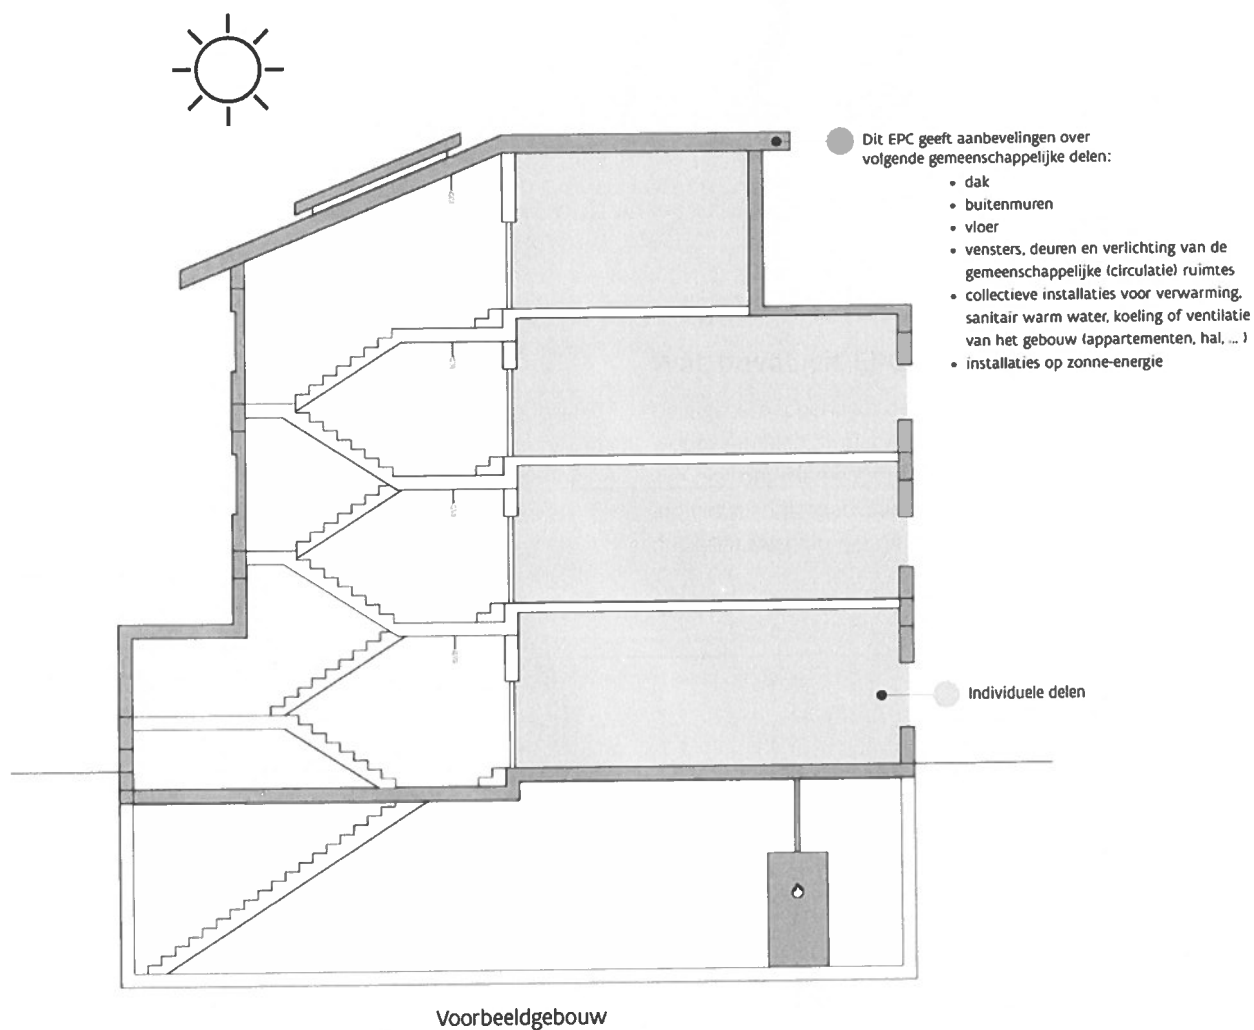 Dit EPC geeft aanbevelingen over
volgende gemeenschappelijke delen:
• dak
• buitenmuren
• vloer
• vensters, deuren en verlichting van de
gemeenschappelijke (circulatie) ruimtes
• collectieve installaties voor verwarming,
sanitair warm water, koeling of ventilatie
van het gebouw (appartementen, hal, ... )
• installaties op zonne-energie
Individuele delen
Voorbeeldgebouw